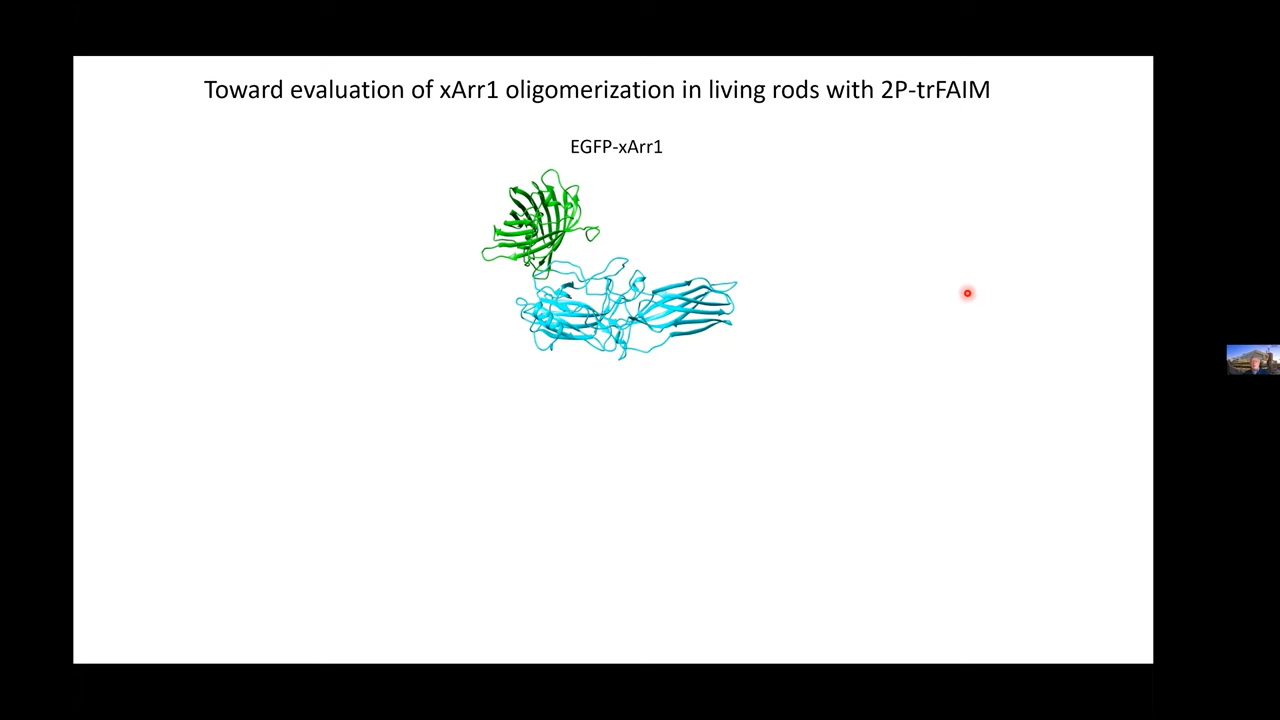 Toward evaluation of xArr1 oligomerization in living rods with 2P-trFAIM
EGFP-xArr1